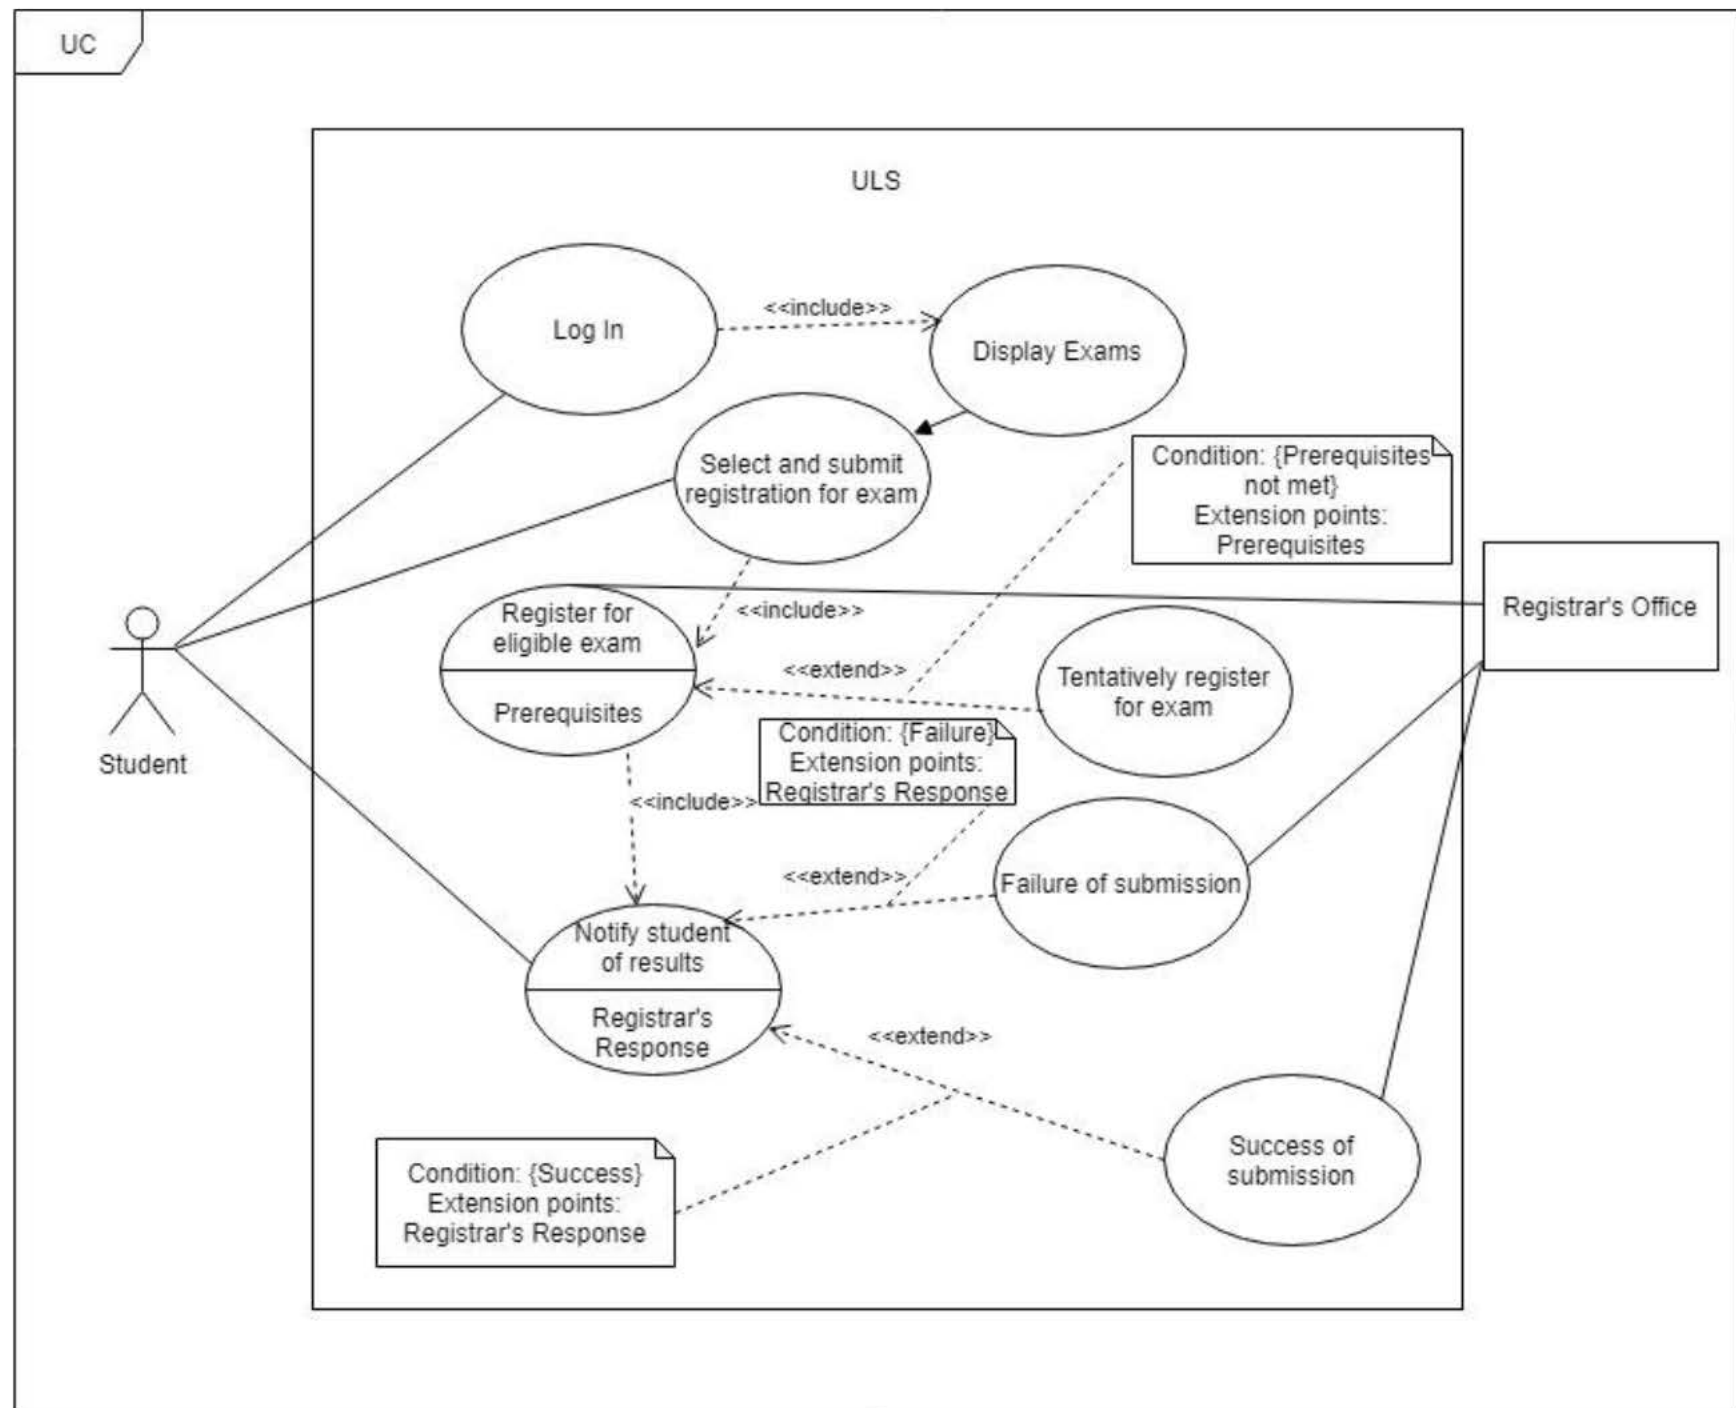 UC
ULS
Log In
<<include>>
Display Exams
Select and submit
registration for exam
Condition: {Prerequisites
not met}
Extension points:
Prerequisites
Register for
eligible exam
<<include>>
Registrar's Office
Prerequisites
<<extend>>
Tentatively register
for exam
Student
Condition: {Failure}
Extension points:
Registrar's Response
<<include>>
<<extend>>
Failure of submission
Notify student
of results
Registrar's
Response
<<extend>>
Success of
submission
Condition: {Success}
Extension points:
Registrar's Response